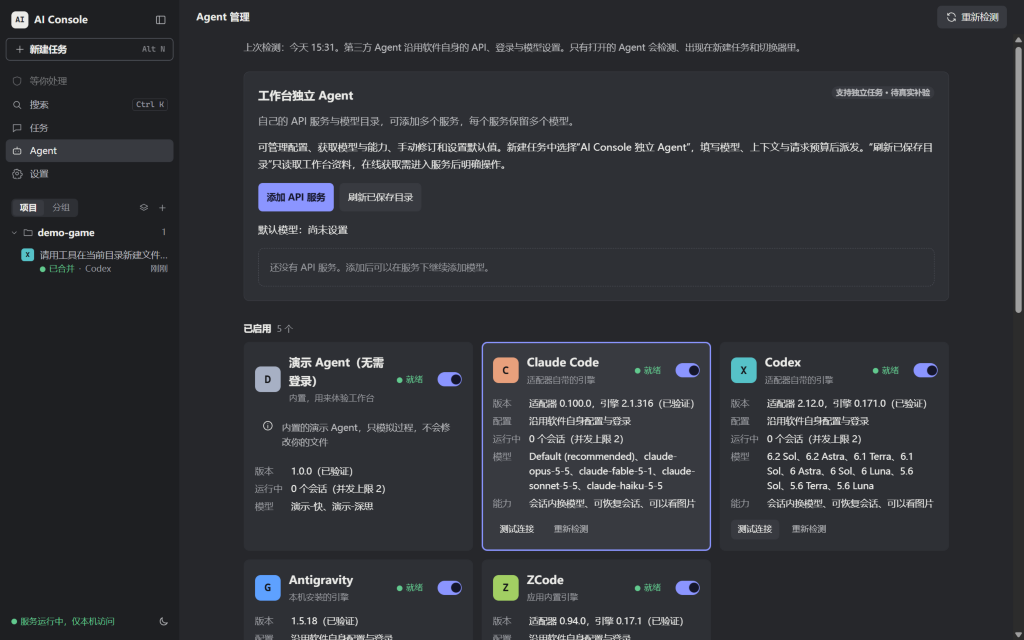 AI AI Console
新建任务 Alt N
等你处理
搜索 Ctrl K
任务
Agent
设置
项目 分组
demo-game 1
X 请用工具在当前目录新建文件...
已合并 · Codex 刚刚
服务运行中，仅本机访问
Agent 管理
重新检测
上次检测：今天 15:31。第三方 Agent 沿用软件自身的 API、登录与模型设置。只有打开的 Agent 会检测、出现在新建任务和切换器里。
工作台独立 Agent
支持独立任务 · 待真实补验
自己的 API 服务与模型目录，可添加多个服务，每个服务保留多个模型。
可管理配置、获取模型与能力、手动修订和设置默认值。新建任务中选择"AI Console 独立 Agent"，填写模型、上下文与请求预算后派发。"刷新已保存目
录"只读取工作台资料，在线获取需进入服务后明确操作。
添加 API 服务 刷新已保存目录
默认模型：尚未设置
还没有 API 服务。添加后可以在服务下继续添加模型。
已启用 5 个
D 演示 Agent（无需
登录）
就绪
内置，用来体验工作台
内置的演示 Agent，只模拟过程，不会修
改你的文件
版本 1.0.0（已验证）
运行中 0 个会话（并发上限 2）
模型 演示-快、演示-深思
C Claude Code
就绪
适配器自带的引擎
版本 适配器 0.100.0，引擎 2.1.316（已验证）
配置 沿用软件自身配置与登录
运行中 0 个会话（并发上限 2）
模型 Default (recommended)、claude-
opus-5-5、claude-fable-5-1、claude-
sonnet-5-5、claude-haiku-5-5
能力 会话内换模型、可恢复会话、可以看图片
测试连接 重新检测
X Codex
就绪
适配器自带的引擎
版本 适配器 2.12.0，引擎 0.171.0（已验证）
配置 沿用软件自身配置与登录
运行中 0 个会话（并发上限 2）
模型 6.2 Sol、6.2 Astra、6.1 Terra、6.1
Sol、6 Astra、6 Sol、6 Luna、5.6
Sol、5.6 Terra、5.6 Luna
能力 会话内换模型、可恢复会话、可以看图片
测试连接 重新检测
G Antigravity
就绪
本机安装的引擎
版本 1.5.18（已验证）
配置 沿用软件自身配置与登录
Z ZCode
就绪
应用内置引擎
版本 适配器 0.94.0，引擎 0.17.1（已验证）
配置 沿用软件自身配置与登录